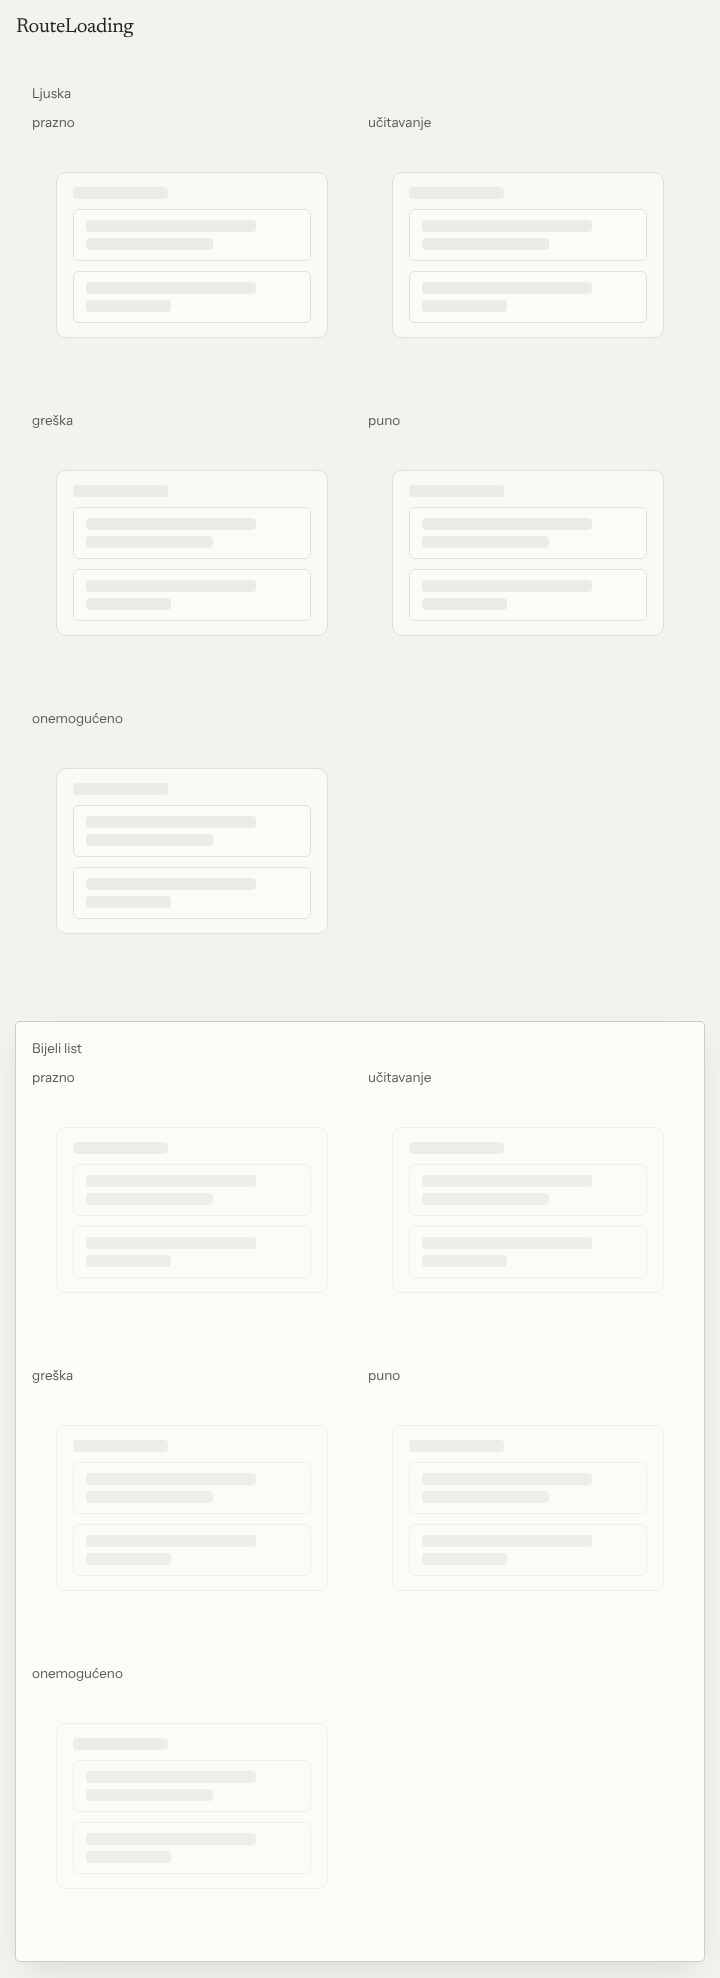 RouteLoading
Ljuska
prazno
učitavanje
greška
puno
onemogućeno
Bijeli list
prazno
učitavanje
greška
puno
onemogućeno